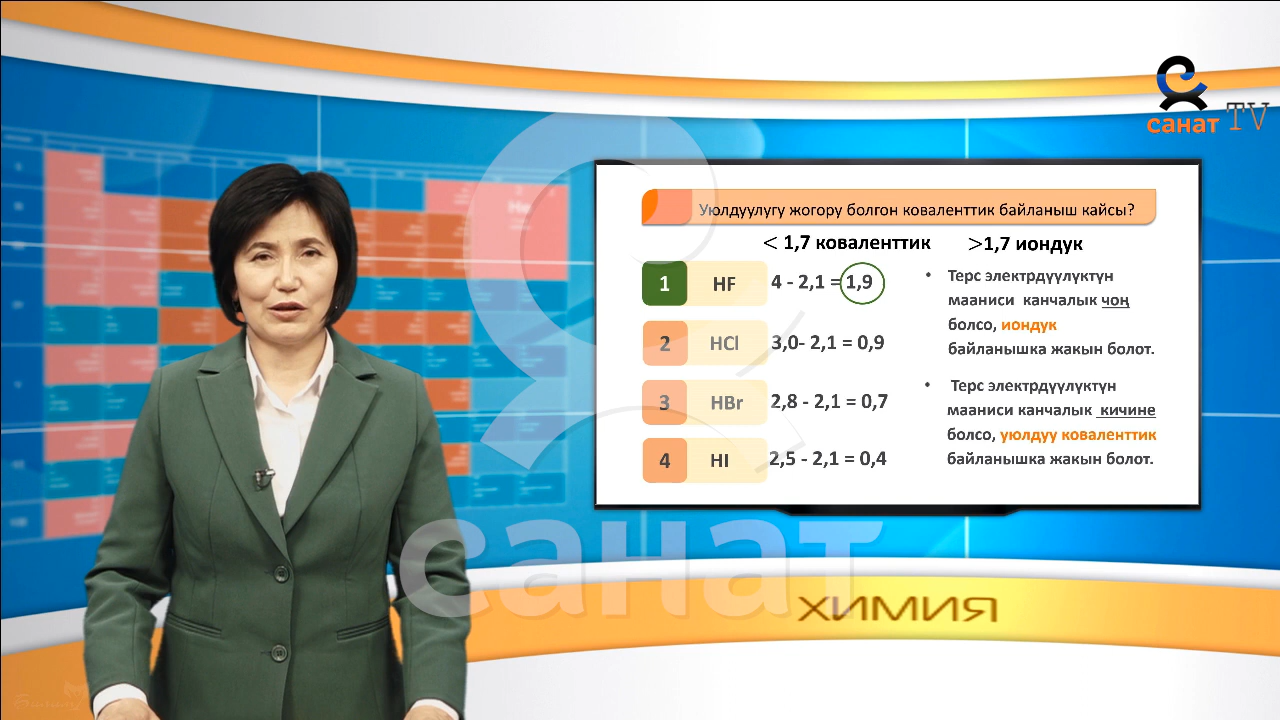 санат TV
Уюлдуулугу жогору болгон коваленттик байланыш кайсы?
< 1,7 коваленттик >1,7 иондук
1 HF 4 - 2,1 = 1,9
2 HCl 3,0- 2,1 = 0,9
3 HBr 2,8 - 2,1 = 0,7
4 HI 2,5 - 2,1 = 0,4
• Терс электрдүүлүктүн
мааниси канчалык чоң
болсо, иондук
байланышка жакын болот.
• Терс электрдүүлүктүн
мааниси канчалык кичине
болсо, уюлдуу коваленттик
байланышка жакын болот.
санат
ХИМИЯ
He